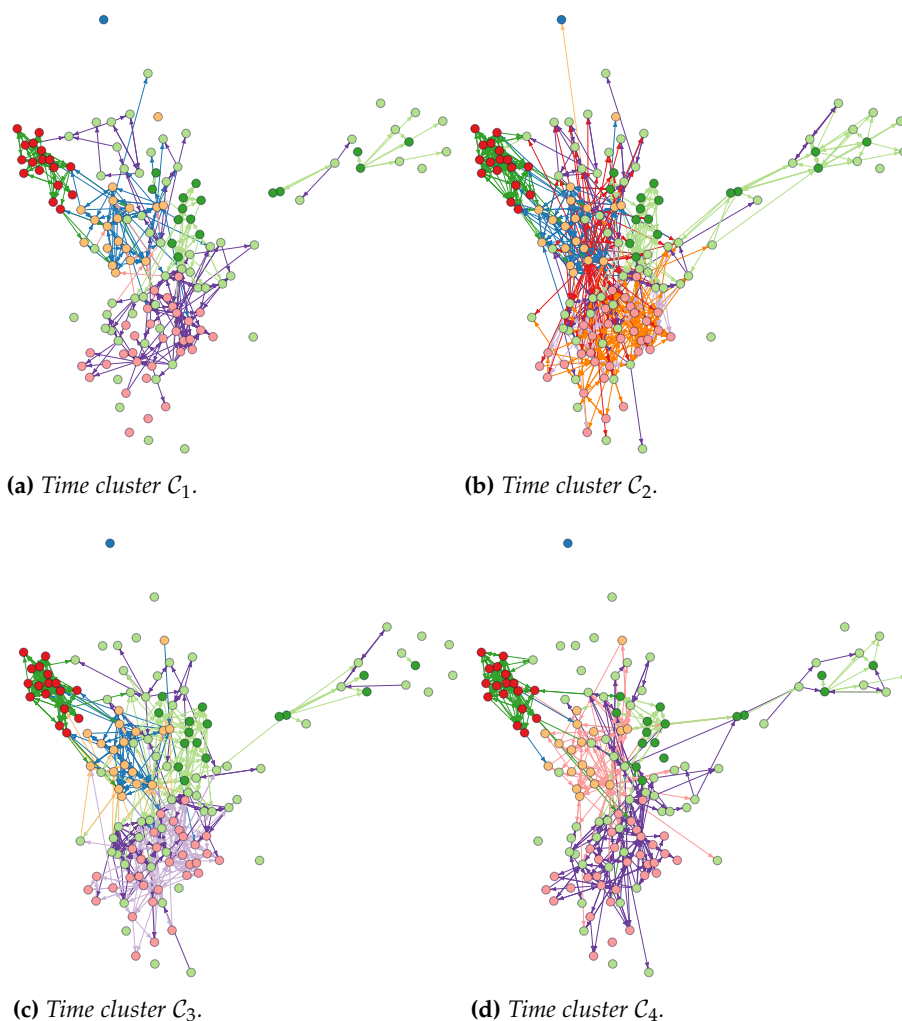 (a) Time cluster C₁.
(b) Time cluster C₂.
(c) Time cluster C₃.
(d) Time cluster C₄.